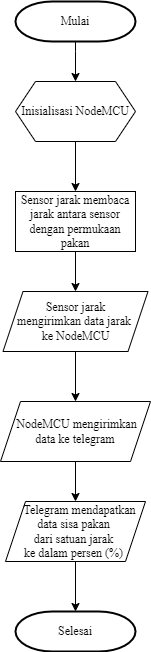 Mulai
Inisialisasi NodeMCU
Sensor jarak membaca
jarak antara sensor
dengan permukaan
pakan
Sensor jarak
mengirimkan data jarak
ke NodeMCU
NodeMCU mengirimkan
data ke telegram
Telegram mendapatkan
data sisa pakan
dari satuan jarak
ke dalam persen (%)
Selesai